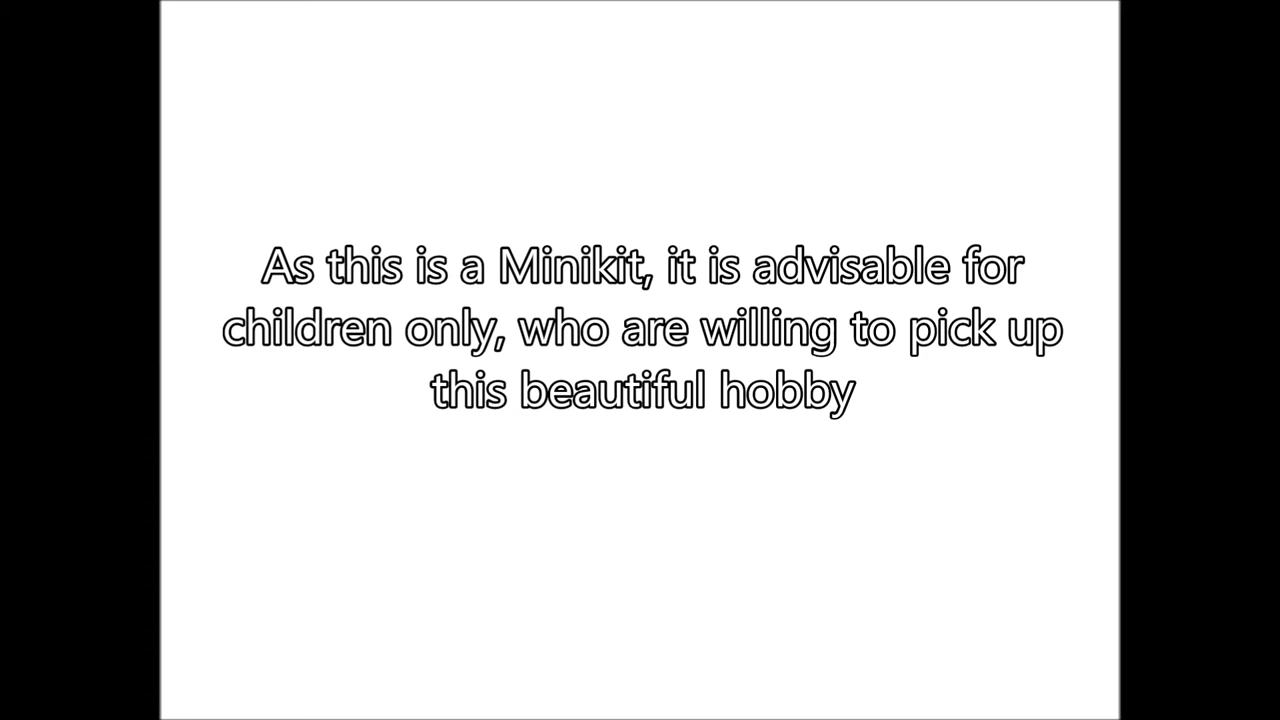 As this is a Minikit, it is advisable for
children only, who are willing to pick up
this beautiful hobby